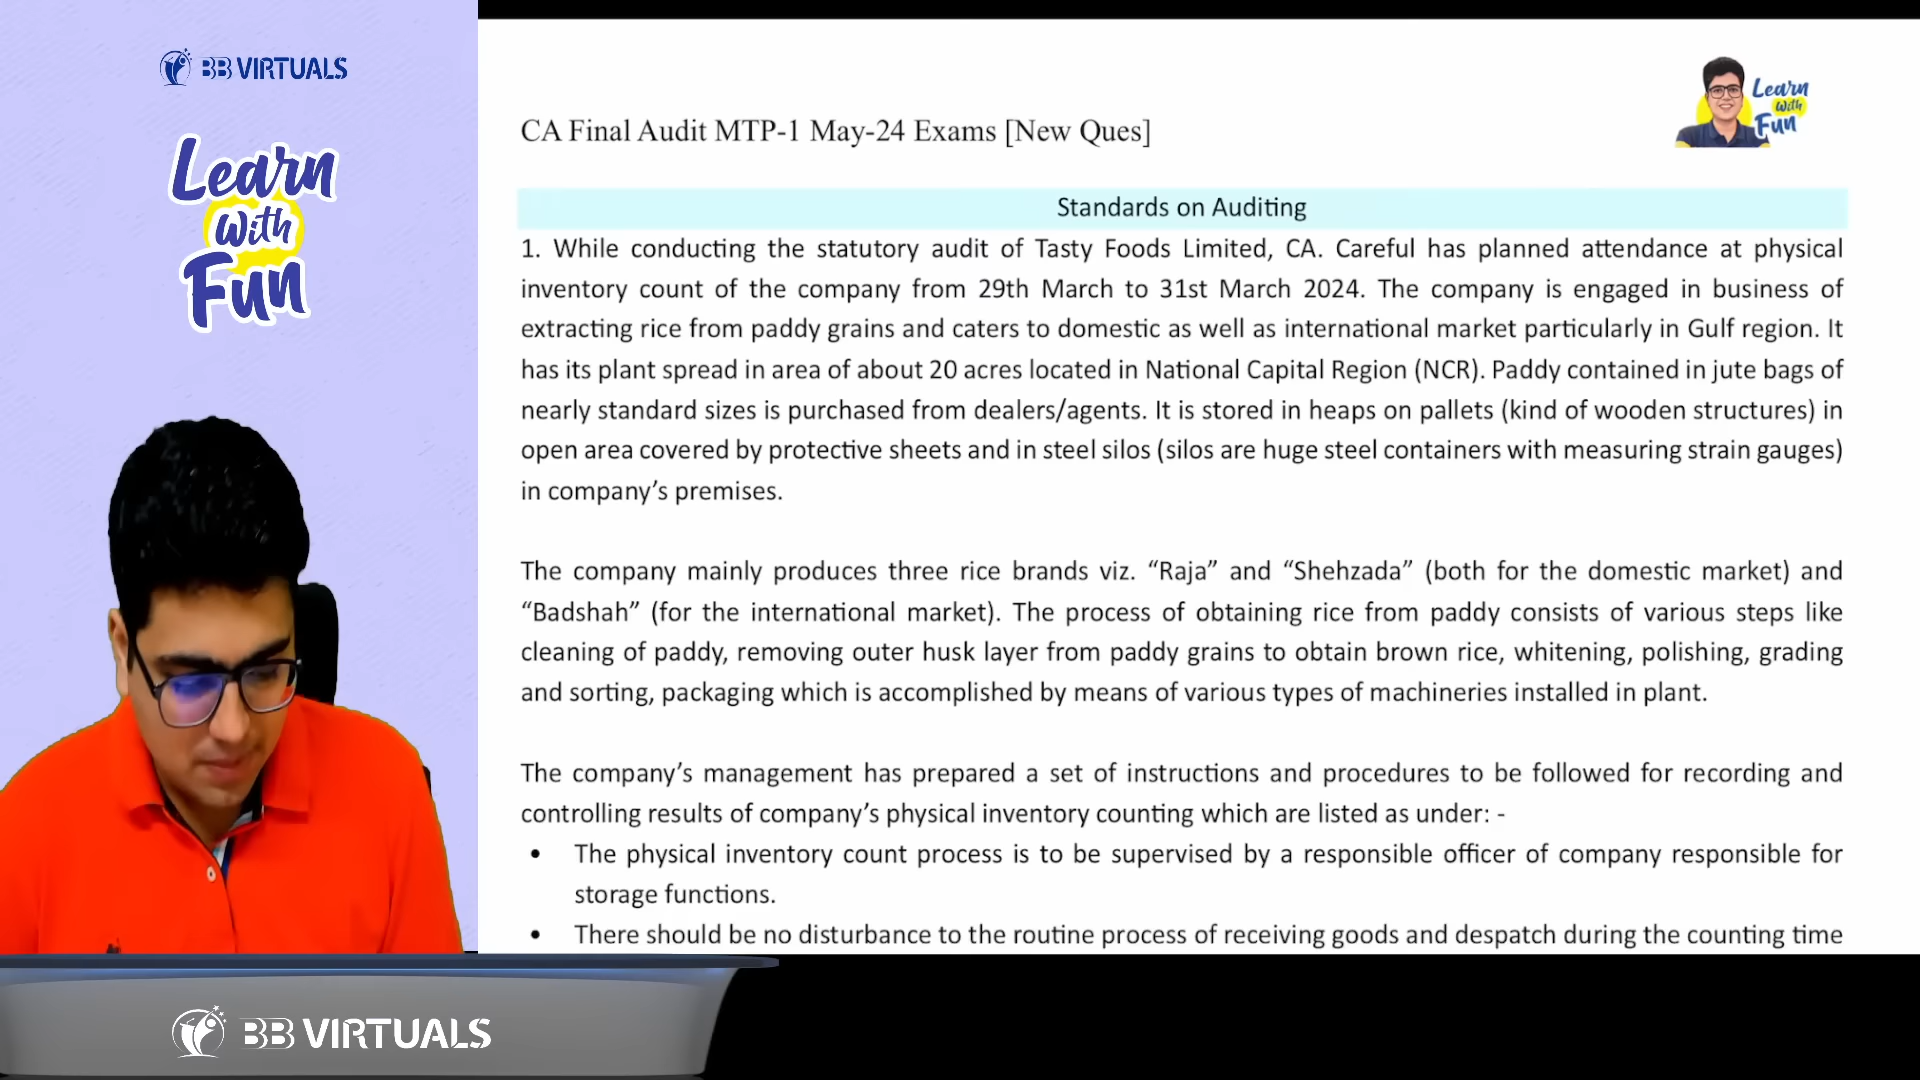 BB VIRTUALS
Learn
With
Fun
Learn
With
Fun
CA Final Audit MTP-1 May-24 Exams [New Ques]
Standards on Auditing
1. While conducting the statutory audit of Tasty Foods Limited, CA. Careful has planned attendance at physical
inventory count of the company from 29th March to 31st March 2024. The company is engaged in business of
extracting rice from paddy grains and caters to domestic as well as international market particularly in Gulf region. It
has its plant spread in area of about 20 acres located in National Capital Region (NCR). Paddy contained in jute bags of
nearly standard sizes is purchased from dealers/agents. It is stored in heaps on pallets (kind of wooden structures) in
open area covered by protective sheets and in steel silos (silos are huge steel containers with measuring strain gauges)
in company’s premises.
The company mainly produces three rice brands viz. “Raja” and “Shehzada” (both for the domestic market) and
“Badshah” (for the international market). The process of obtaining rice from paddy consists of various steps like
cleaning of paddy, removing outer husk layer from paddy grains to obtain brown rice, whitening, polishing, grading
and sorting, packaging which is accomplished by means of various types of machineries installed in plant.
The company’s management has prepared a set of instructions and procedures to be followed for recording and
controlling results of company’s physical inventory counting which are listed as under: -
• The physical inventory count process is to be supervised by a responsible officer of company responsible for
storage functions.
• There should be no disturbance to the routine process of receiving goods and despatch during the counting time
BB VIRTUALS